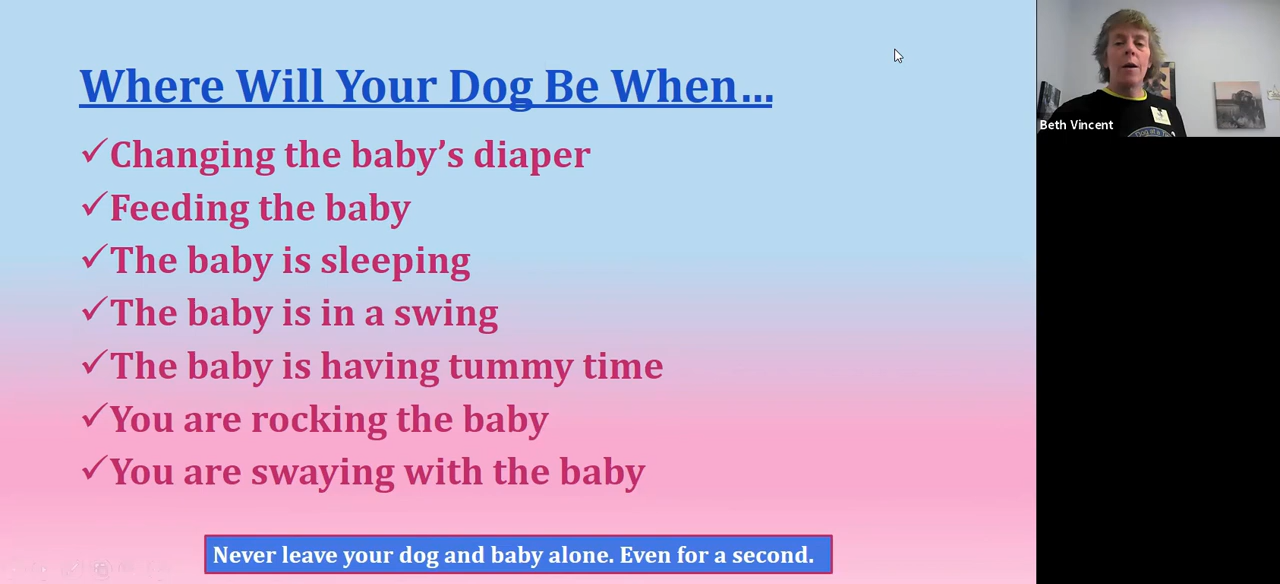 Where Will Your Dog Be When...
✓Changing the baby’s diaper
✓Feeding the baby
✓The baby is sleeping
✓The baby is in a swing
✓The baby is having tummy time
✓You are rocking the baby
✓You are swaying with the baby
Never leave your dog and baby alone. Even for a second.
Beth Vincent